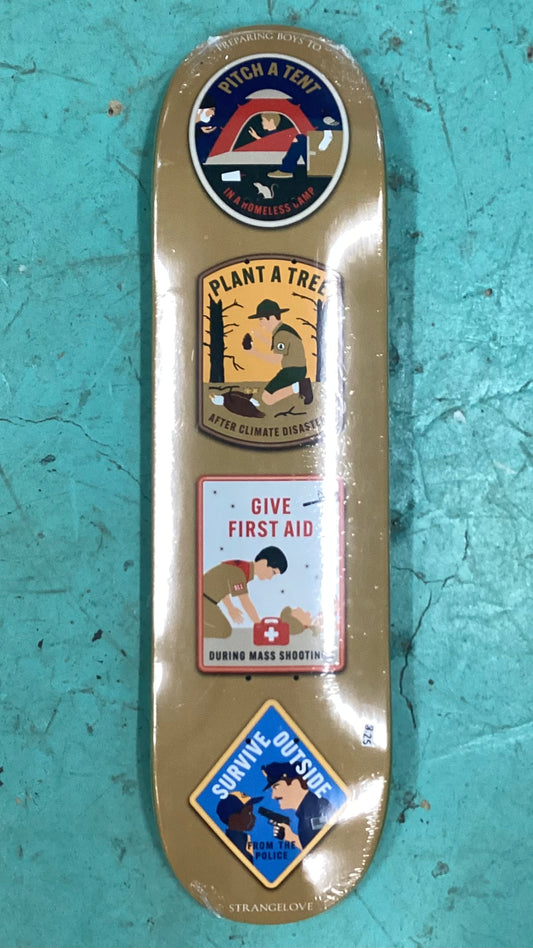 PREPARING BOYS TO
PITCH A TENT
IN A HOMELESS CAMP
PLANT A TREE
AFTER CLIMATE DISASTER
GIVE
FIRST AID
911
DURING MASS SHOOTING
8.25
SURVIVE OUTSIDE
FROM THE
POLICE
STRANGELOVE